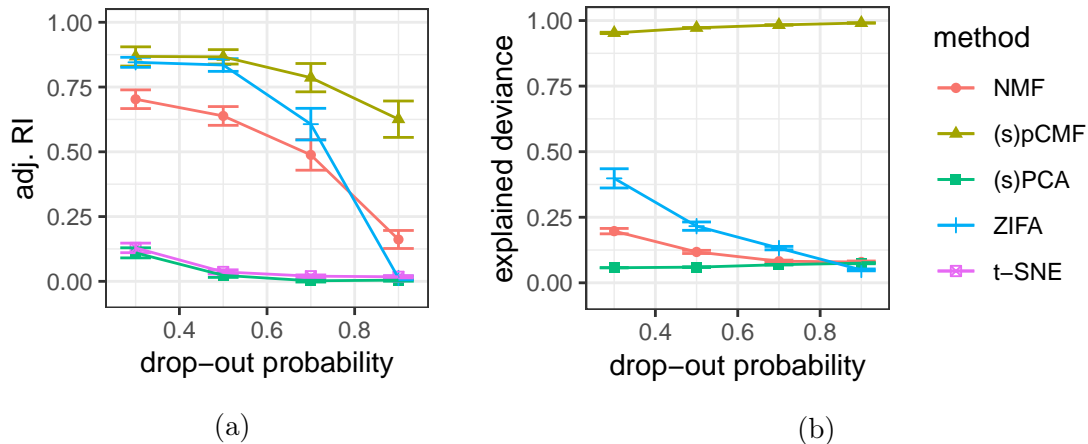 1.00
0.75
0.50
0.25
0.00
adj. RI
0.4 0.6 0.8
drop−out probability
(a)
1.00
0.75
0.50
0.25
0.00
explained deviance
0.4 0.6 0.8
drop−out probability
(b)
method
NMF
(s)pCMF
(s)PCA
ZIFA
t−SNE